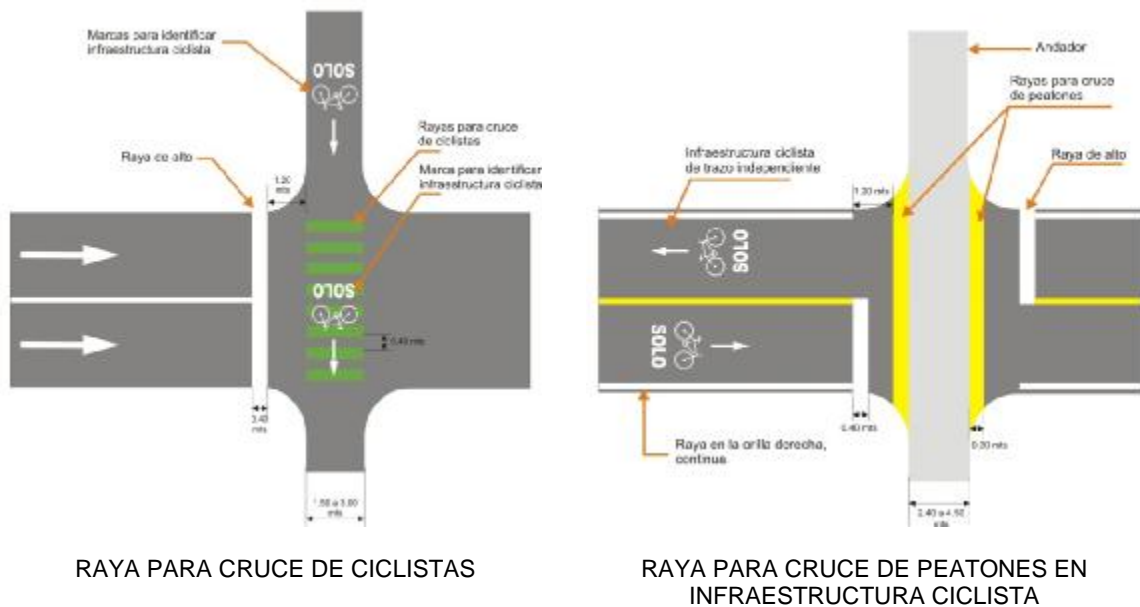 Marcas para identificar
infraestructura ciclista
SOLO
Rayas para cruce
de ciclistas
Marca para identificar
infraestructura ciclista
Raya de alto
1.20
mts
SOLO
0.40 mts
0.40
mts
1.50 a 3.00
mts
RAYA PARA CRUCE DE CICLISTAS
Andador
Rayas para cruce
de peatones
Infraestructura ciclista
de trazo independiente
Raya de alto
1.20 mts
SOLO
SOLO
0.40 mts
0.20 mts
Raya en la orilla derecha,
continua
2.40 a 4.50
mts
RAYA PARA CRUCE DE PEATONES EN
INFRAESTRUCTURA CICLISTA